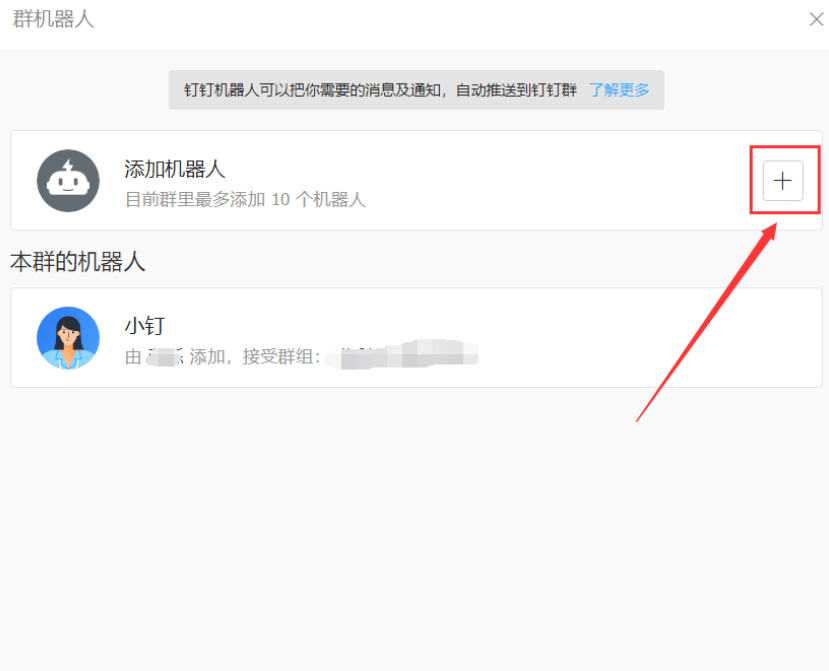 群机器人
钉钉机器人可以把你需要的消息及通知，自动推送到钉钉群 了解更多
添加机器人
目前群里最多添加 10 个机器人
本群的机器人
小钉
由 添加，接受群组：